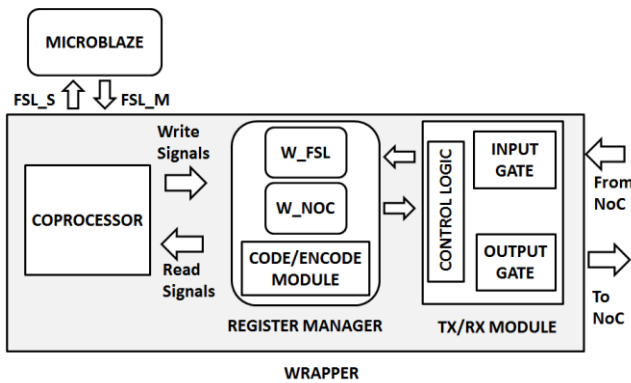 MICROBLAZE
FSL_S
FSL_M
Write
Signals
COPROCESSOR
Read
Signals
W_FSL
W_NOC
CODE/ENCODE
MODULE
REGISTER MANAGER
CONTROL LOGIC
INPUT
GATE
OUTPUT
GATE
TX/RX MODULE
From
NoC
To
NoC
WRAPPER